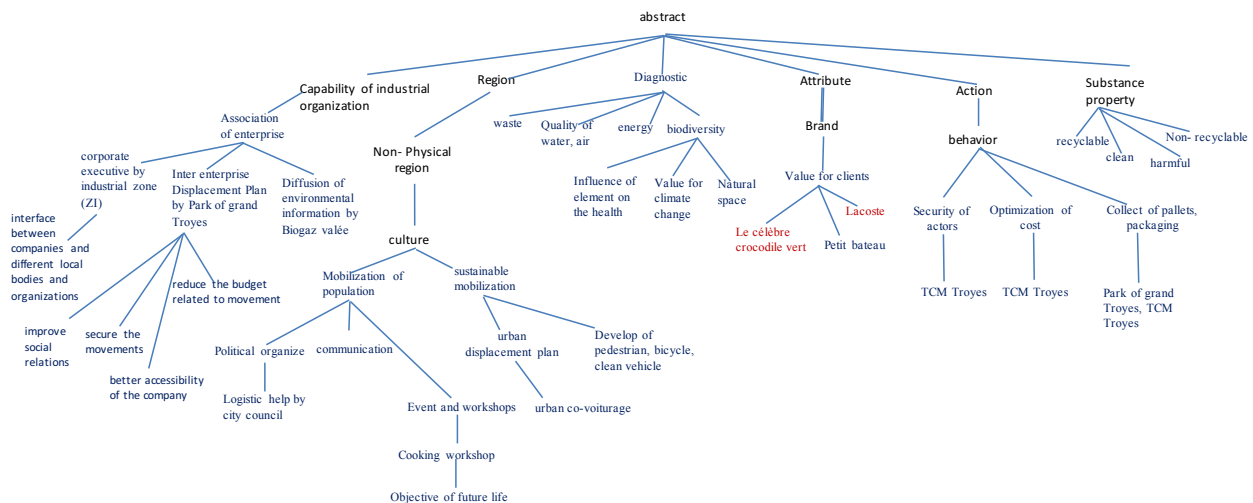 abstract
Capability of industrial
organization
Region
Diagnostic
Attribute
Action
Substance
property
Association
of enterprise
waste
Quality of
water, air
energy
biodiversity
Brand
behavior
recyclable
clean
harmful
Non- recyclable
corporate
executive by
industrial zone
(ZI)
Inter enterprise
Displacement Plan
by Park of grand
Troyes
Diffusion of
environmental
information by
Biogaz valée
Non- Physical
region
Influence of
element on
the health
Value for
climate
change
Natural
space
Value for clients
Lacoste
Le célèbre
crocodile vert
Petit bateau
Security of
actors
Optimization of
cost
Collect of pallets,
packaging
interface
between
companies and
different local
bodies and
organizations
culture
reduce the budget
related to movement
Mobilization of
population
sustainable
mobilization
TCM Troyes
TCM Troyes
Park of grand
Troyes, TCM
Troyes
improve
social
relations
secure the
movements
better accessibility
of the company
Political organize
communication
urban
displacement plan
Develop of
pedestrian, bicycle,
clean vehicle
Logistic help by
city council
Event and workshops
urban co-voiturage
Cooking workshop
Objective of future life